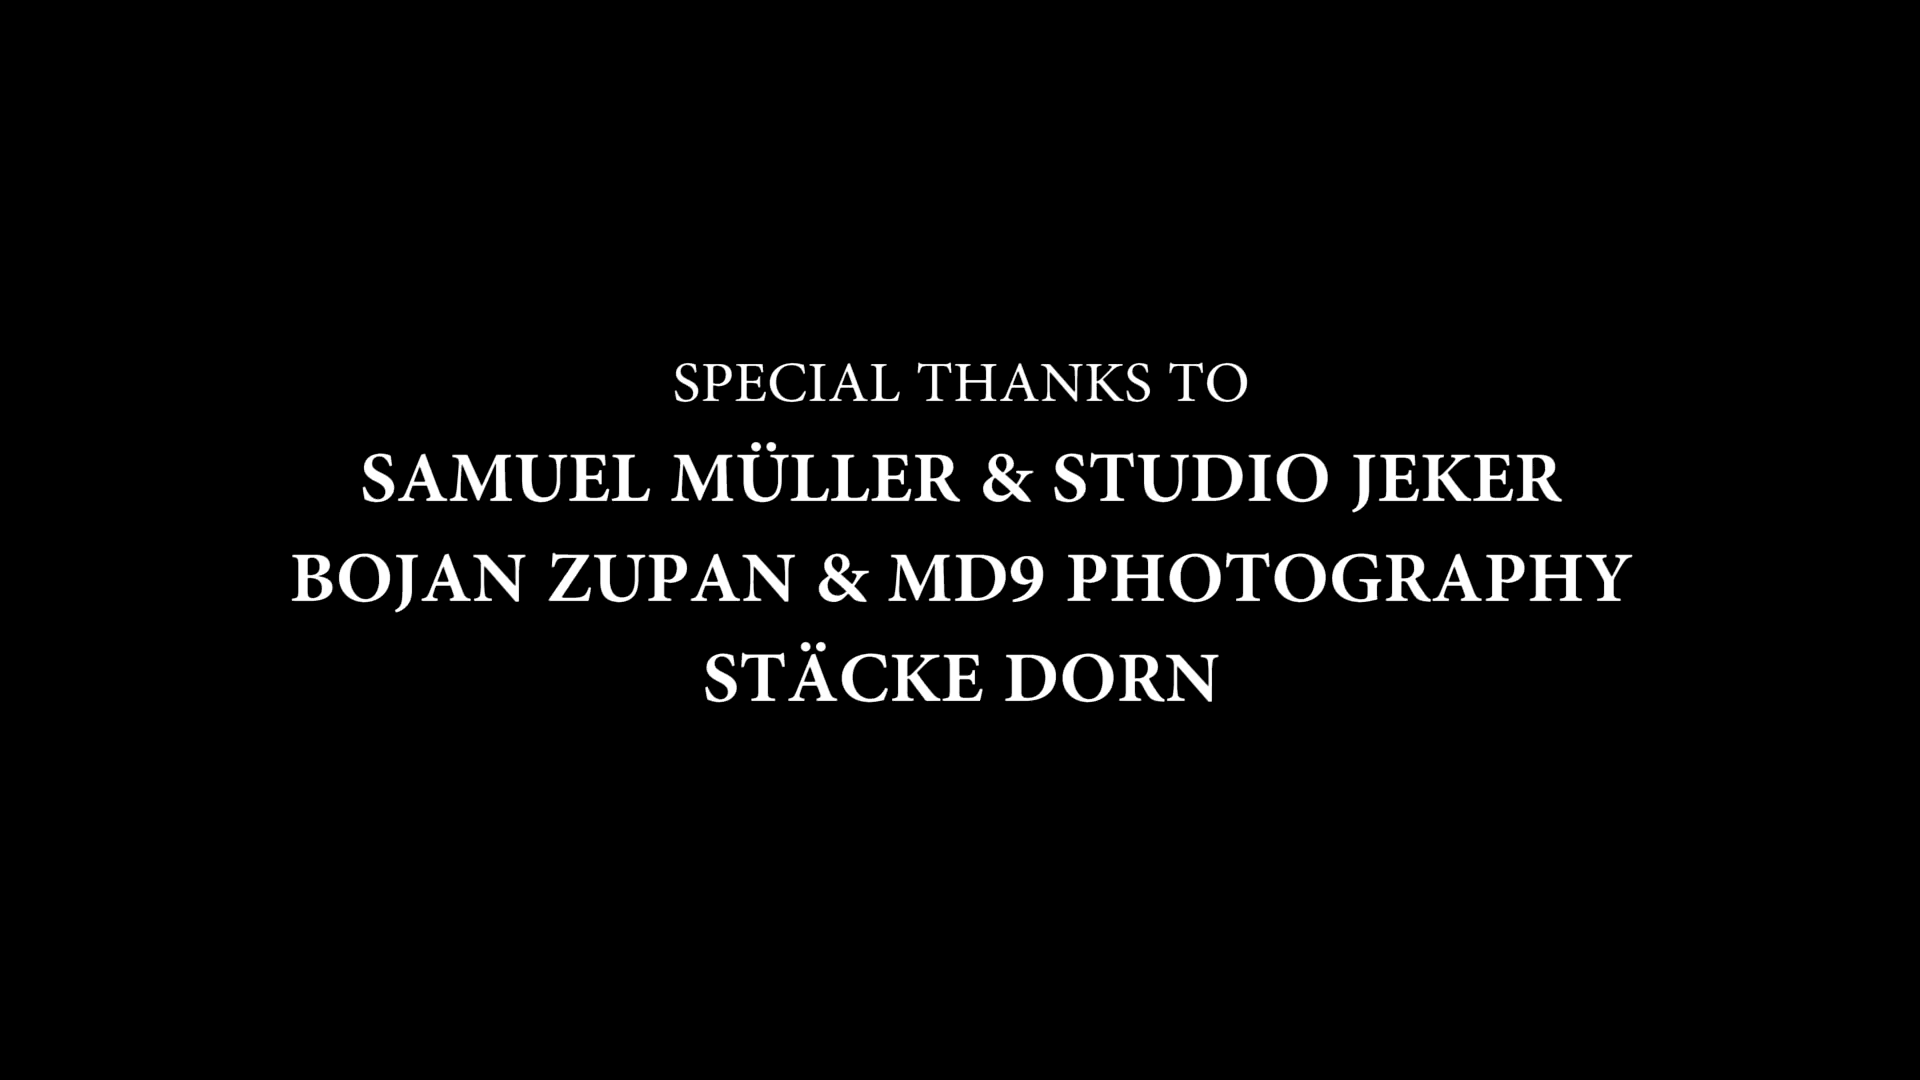 SPECIAL THANKS TO
SAMUEL MÜLLER & STUDIO JEKER
BOJAN ZUPAN & MD9 PHOTOGRAPHY
STÄCKE DORN